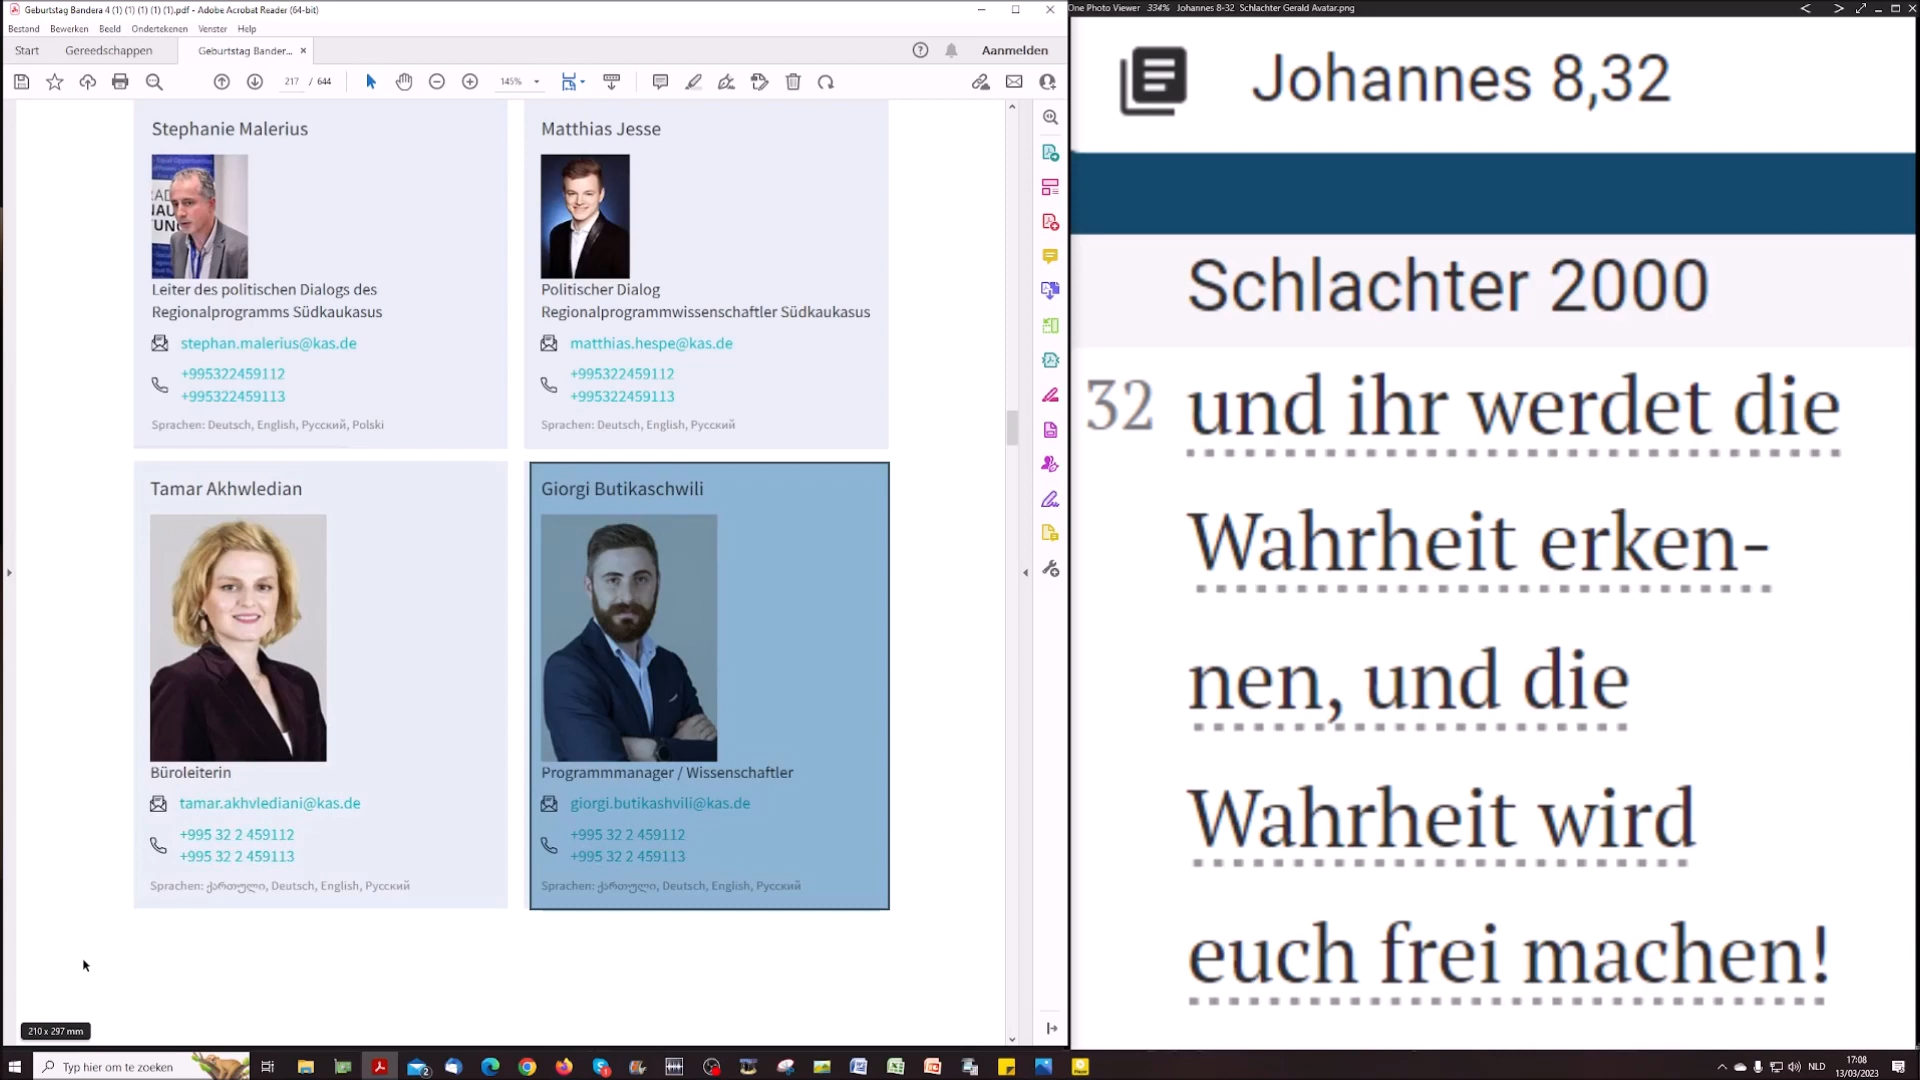 Geburtstag Bandera 4 (1) (1) (1) (1) (1).pdf - Adobe Acrobat Reader (64-bit)
Bestand Bewerken Beeld Ondertekenen Venster Help
Start Gereedschappen Geburtstag Bander... × Aanmelden
217 / 644 145%
Stephanie Malerius
Leiter des politischen Dialogs des
Regionalprogramms Südkaukasus
stephan.malerius@kas.de
+995322459112
+995322459113
Sprachen: Deutsch, English, Русский, Polski
Matthias Jesse
Politischer Dialog
Regionalprogrammwissenschaftler Südkaukasus
matthias.hespe@kas.de
+995322459112
+995322459113
Sprachen: Deutsch, English, Русский
Tamar Akhwledian
Büroleiterin
tamar.akhvlediani@kas.de
+995 32 2 459112
+995 32 2 459113
Sprachen: ქართული, Deutsch, English, Русский
Giorgi Butikaschwili
Programmmanager / Wissenschaftler
giorgi.butikashvili@kas.de
+995 32 2 459112
+995 32 2 459113
Sprachen: ქართული, Deutsch, English, Русский
210 x 297 mm
One Photo Viewer 334% Johannes 8-32 Schlachter Gerald Avatar.png
Johannes 8,32
Schlachter 2000
32 und ihr werdet die
Wahrheit erken-
nen, und die
Wahrheit wird
euch frei machen!
Typ hier om te zoeken
NLD
17:08
13/03/2023